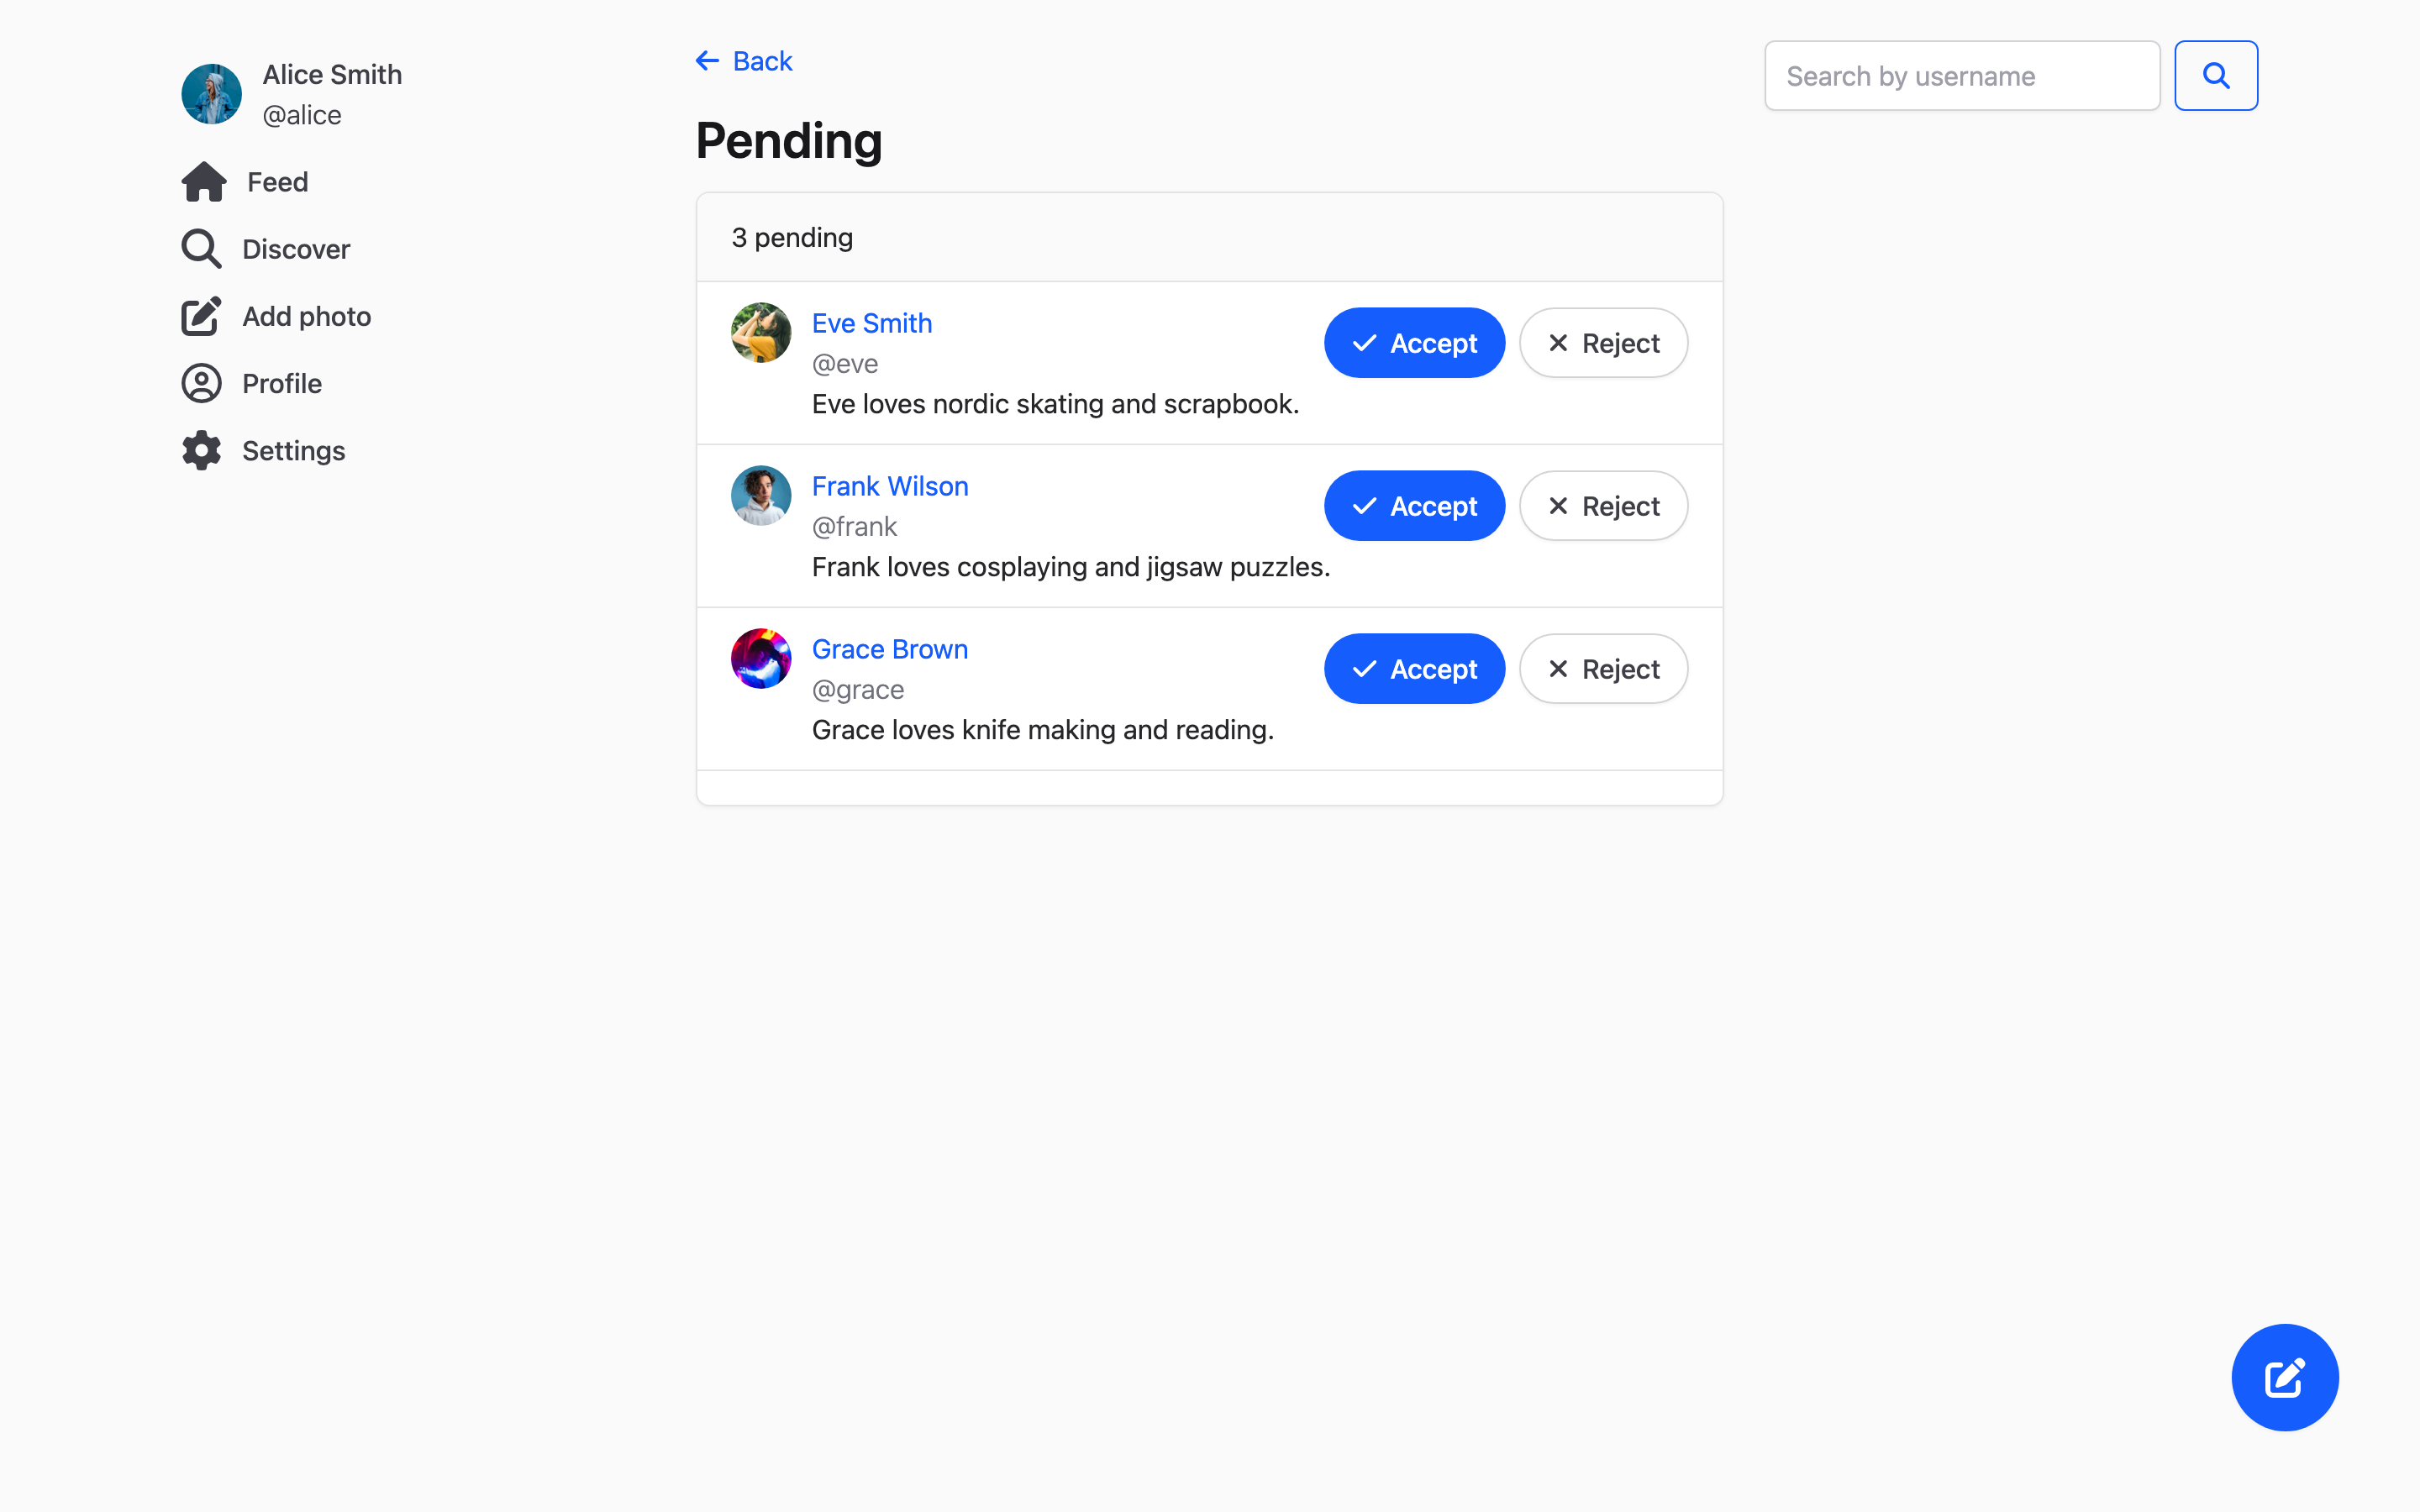 Alice Smith
@alice
Feed
Discover
Add photo
Profile
Settings
Back
Pending
3 pending
Eve Smith
@eve
Eve loves nordic skating and scrapbook.
Accept
Reject
Frank Wilson
@frank
Frank loves cosplaying and jigsaw puzzles.
Accept
Reject
Grace Brown
@grace
Grace loves knife making and reading.
Accept
Reject
Search by username